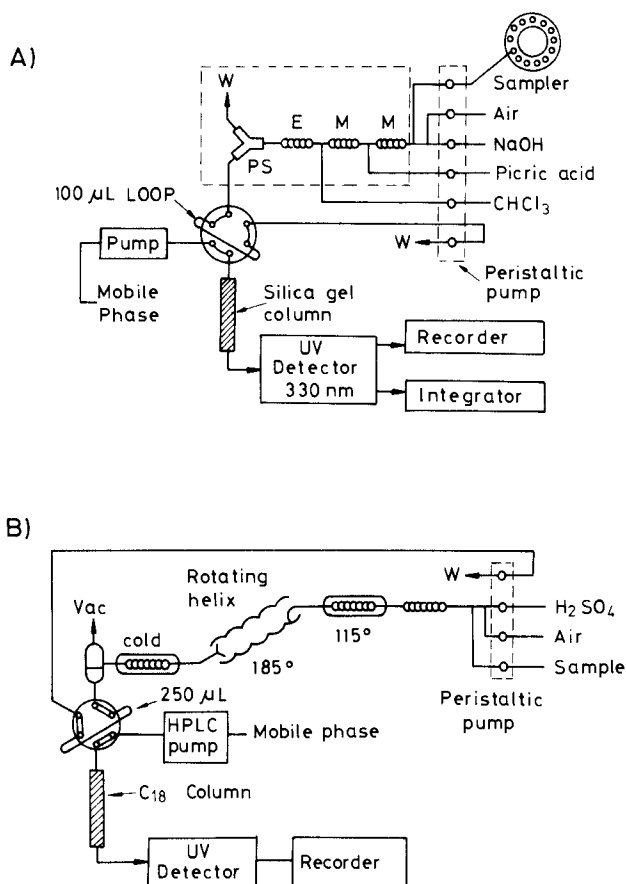 A)
Sampler
W
Air
E M M
NaOH
PS
Picric acid
100 µL LOOP
CHCl₃
Pump
W
Mobile
Phase
Peristaltic
pump
Silica gel
column
UV
Detector
330 nm
Recorder
Integrator
B)
W
Rotating
helix
Vac
H₂SO₄
cold
115°
Air
185°
Sample
250 µL
Peristaltic
pump
HPLC
pump
Mobile phase
C₁₈ Column
UV
Detector
Recorder